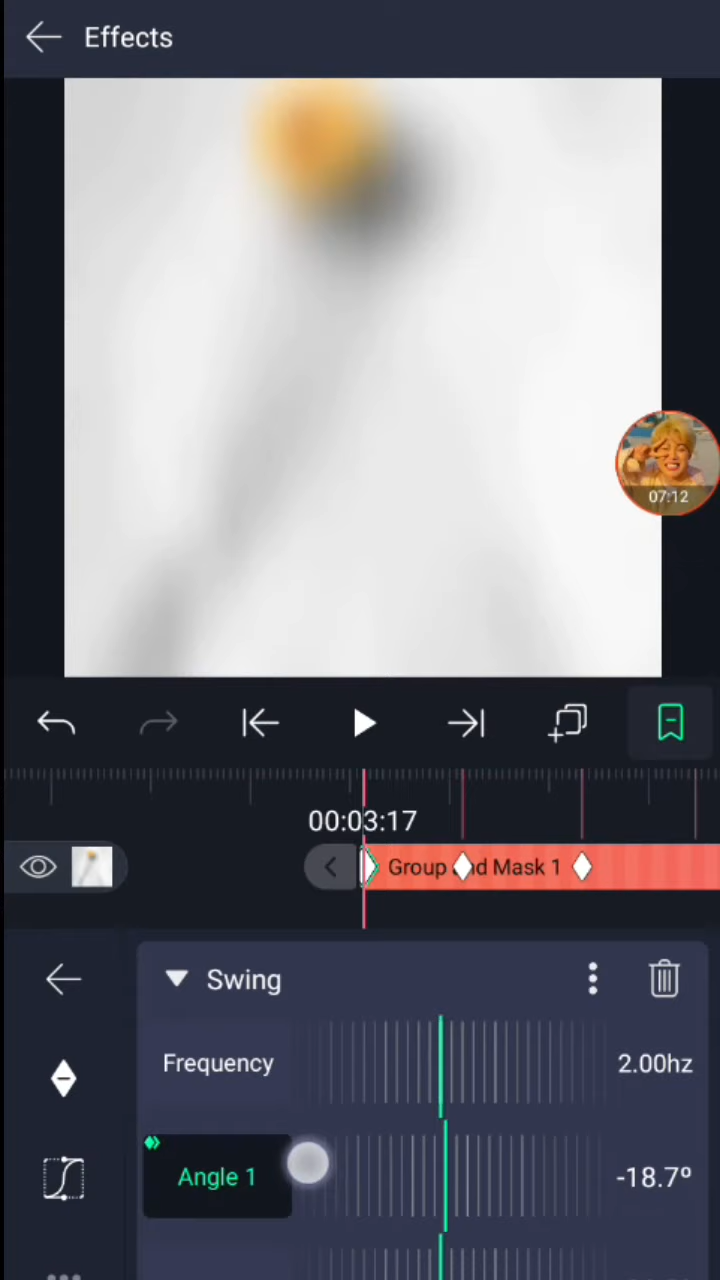 Effects
07:12
00:03:17
Group and Mask 1
Swing
Frequency 2.00hz
Angle 1 -18.7º